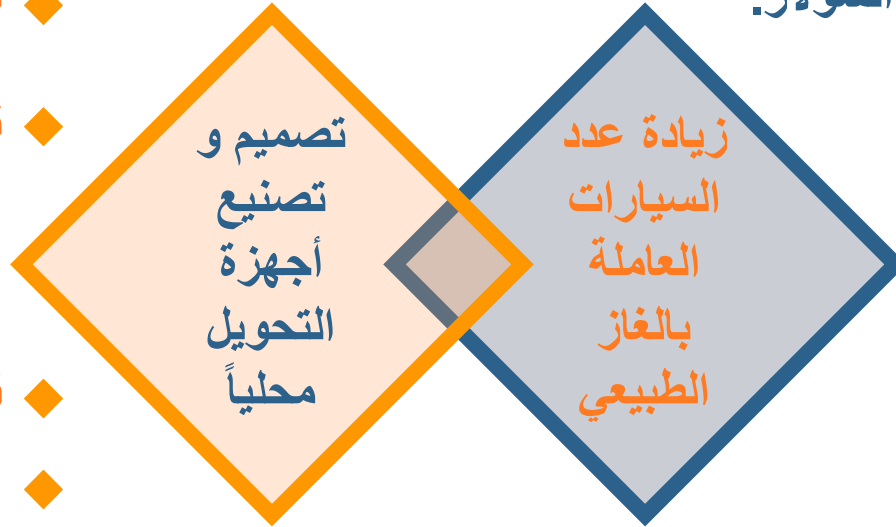 زيادة عدد
السيارات
العاملة
بالغاز
الطبيعي
تصميم و
تصنيع
أجهزة
التحويل
محلياً